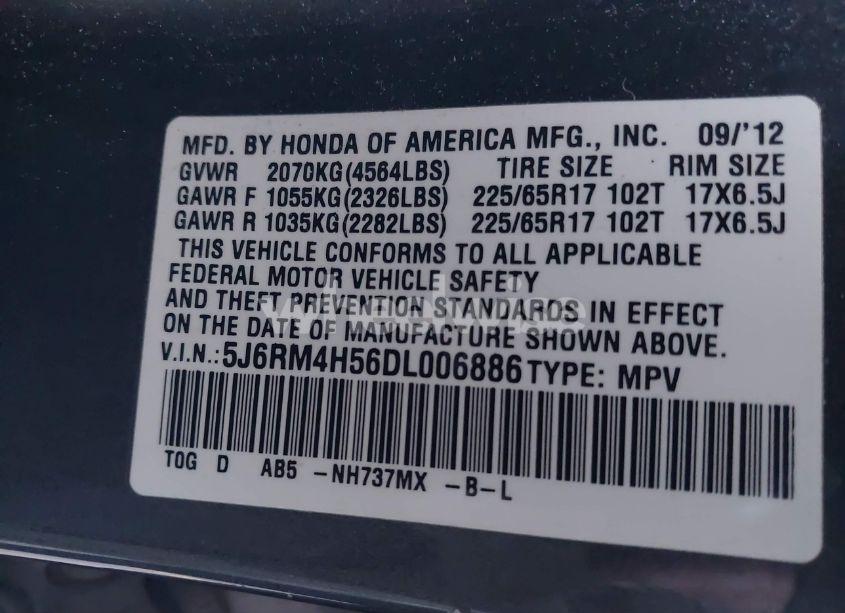 MFD. BY HONDA OF AMERICA MFG., INC. 09/'12
GVWR 2070KG(4564LBS) TIRE SIZE RIM SIZE
GAWR F 1055KG(2326LBS) 225/65R17 102T 17X6.5J
GAWR R 1035KG(2282LBS) 225/65R17 102T 17X6.5J
THIS VEHICLE CONFORMS TO ALL APPLICABLE
FEDERAL MOTOR VEHICLE SAFETY
AND THEFT PREVENTION STANDARDS IN EFFECT
ON THE DATE OF MANUFACTURE SHOWN ABOVE.
V.I.N.:5J6RM4H56DL006886 TYPE: MPV
TOG D AB5 -NH737MX -B-L